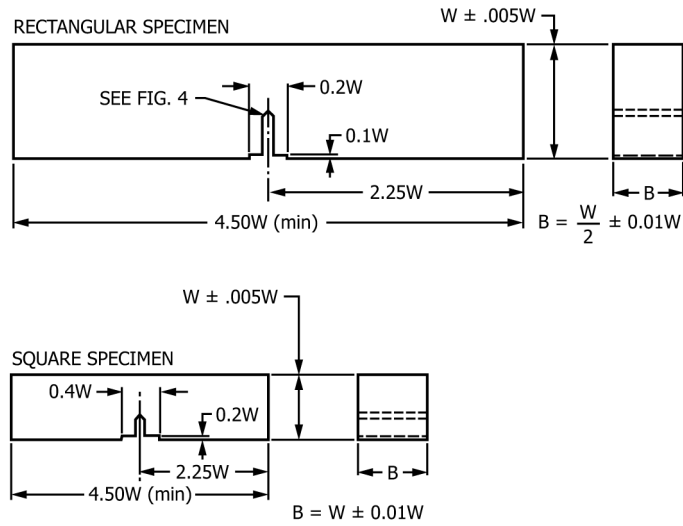 W ± .005W
RECTANGULAR SPECIMEN
SEE FIG. 4
0.2W
0.1W
2.25W
B
4.50W (min)
B = W/2 ± 0.01W
W ± .005W
SQUARE SPECIMEN
0.4W
0.2W
2.25W
B
4.50W (min)
B = W ± 0.01W